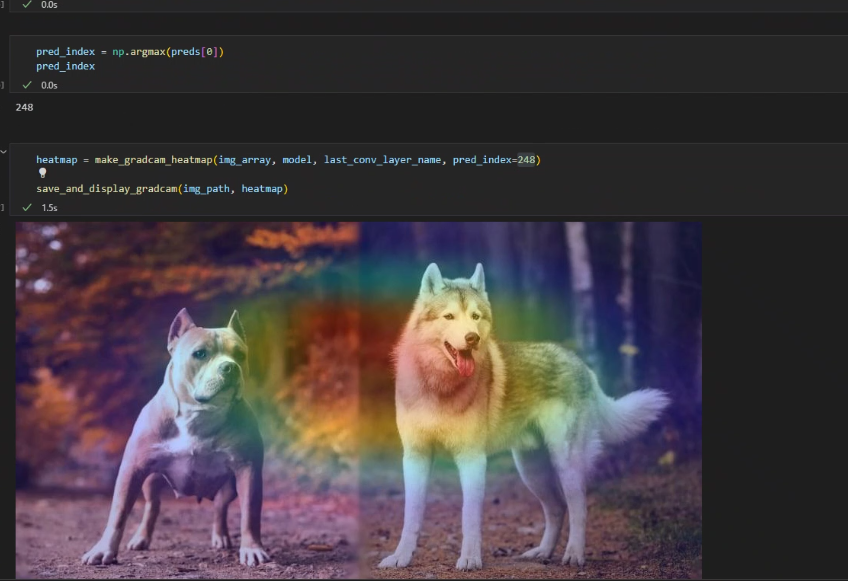 ] ✓ 0.0s
pred_index = np.argmax(preds[0])
pred_index
] ✓ 0.0s
248
heatmap = make_gradcam_heatmap(img_array, model, last_conv_layer_name, pred_index=248)
save_and_display_gradcam(img_path, heatmap)
] ✓ 1.5s